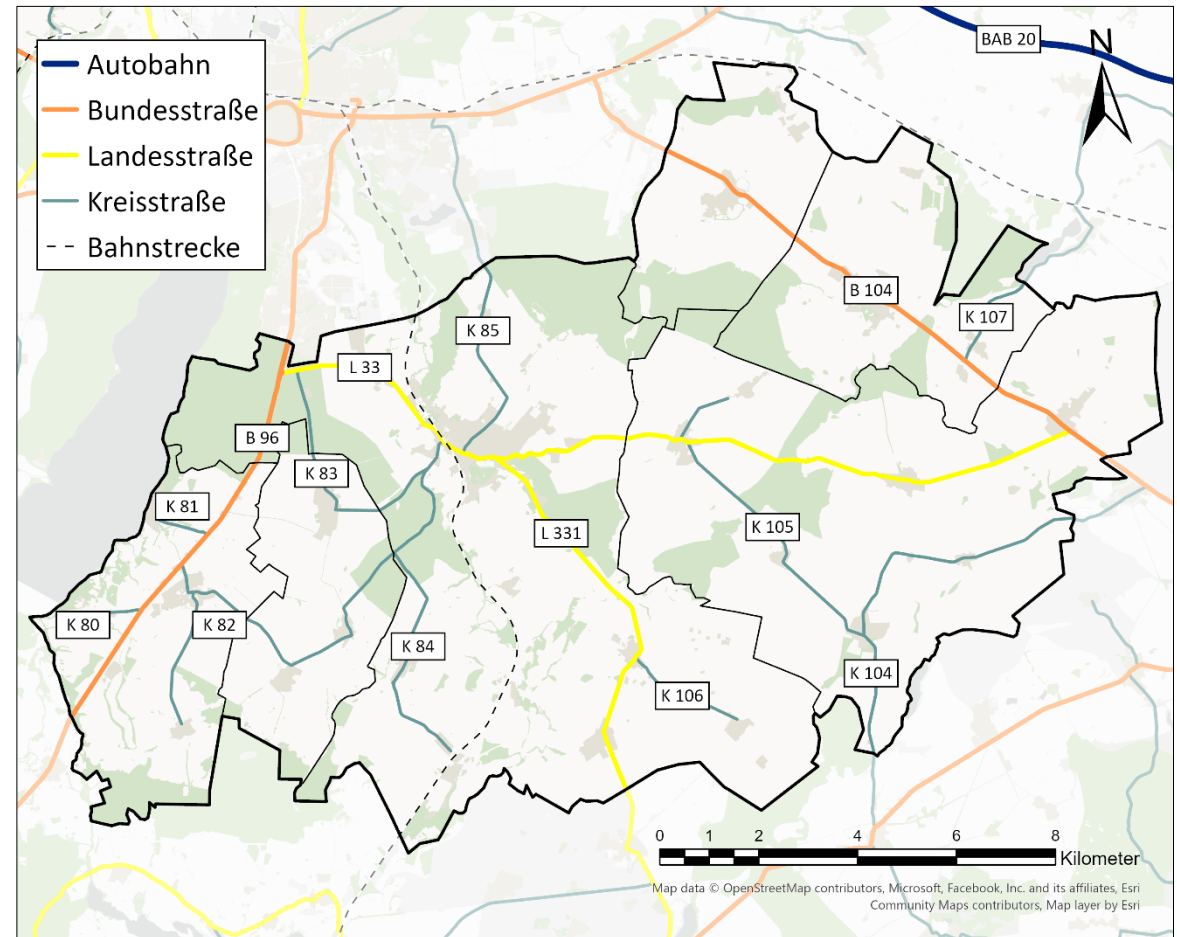 BAB 20
N
Autobahn
Bundesstraße
Landesstraße
Kreisstraße
Bahnstrecke
B 104
K 107
K 85
L 33
B 96
K 83
K 81
K 105
L 331
K 80
K 82
K 84
K 104
K 106
0 1 2 4 6 8
Kilometer
Map data © OpenStreetMap contributors, Microsoft, Facebook, Inc. and its affiliates, Esri
Community Maps contributors, Map layer by Esri